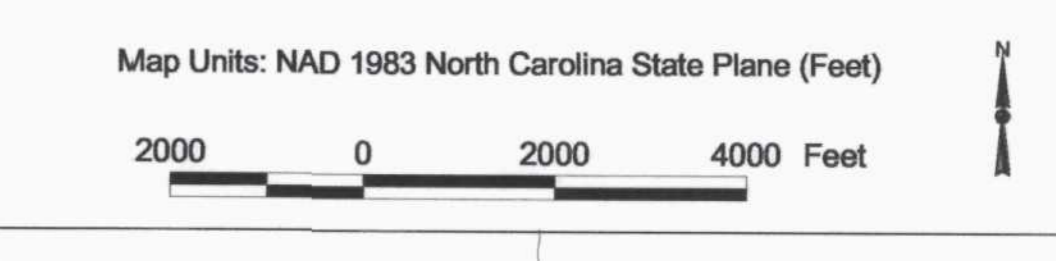 Map Units: NAD 1983 North Carolina State Plane (Feet)
N
2000 0 2000 4000 Feet